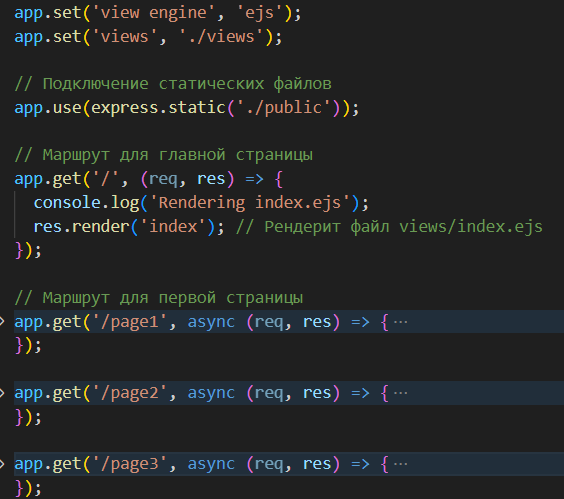 app.set('view engine', 'ejs');
app.set('views', './views');
// Подключение статических файлов
app.use(express.static('./public'));
// Маршрут для главной страницы
app.get('/', (req, res) => {
  console.log('Rendering index.ejs');
  res.render('index'); // Рендерит файл views/index.ejs
});
// Маршрут для первой страницы
app.get('/page1', async (req, res) => { ···
});
app.get('/page2', async (req, res) => { ···
});
app.get('/page3', async (req, res) => { ···
});